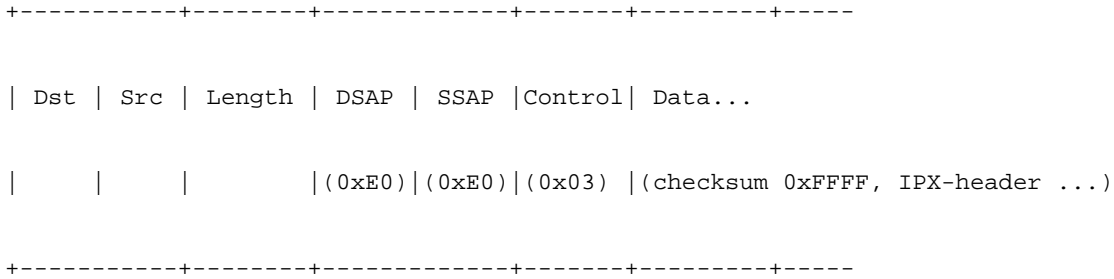 +-----------+--------+-------------+-------+---------+-----
| Dst | Src | Length | DSAP | SSAP |Control| Data...
| | | |(0xE0)|(0xE0)|(0x03) |(checksum 0xFFFF, IPX-header ...)
+-----------+--------+-------------+-------+---------+-----